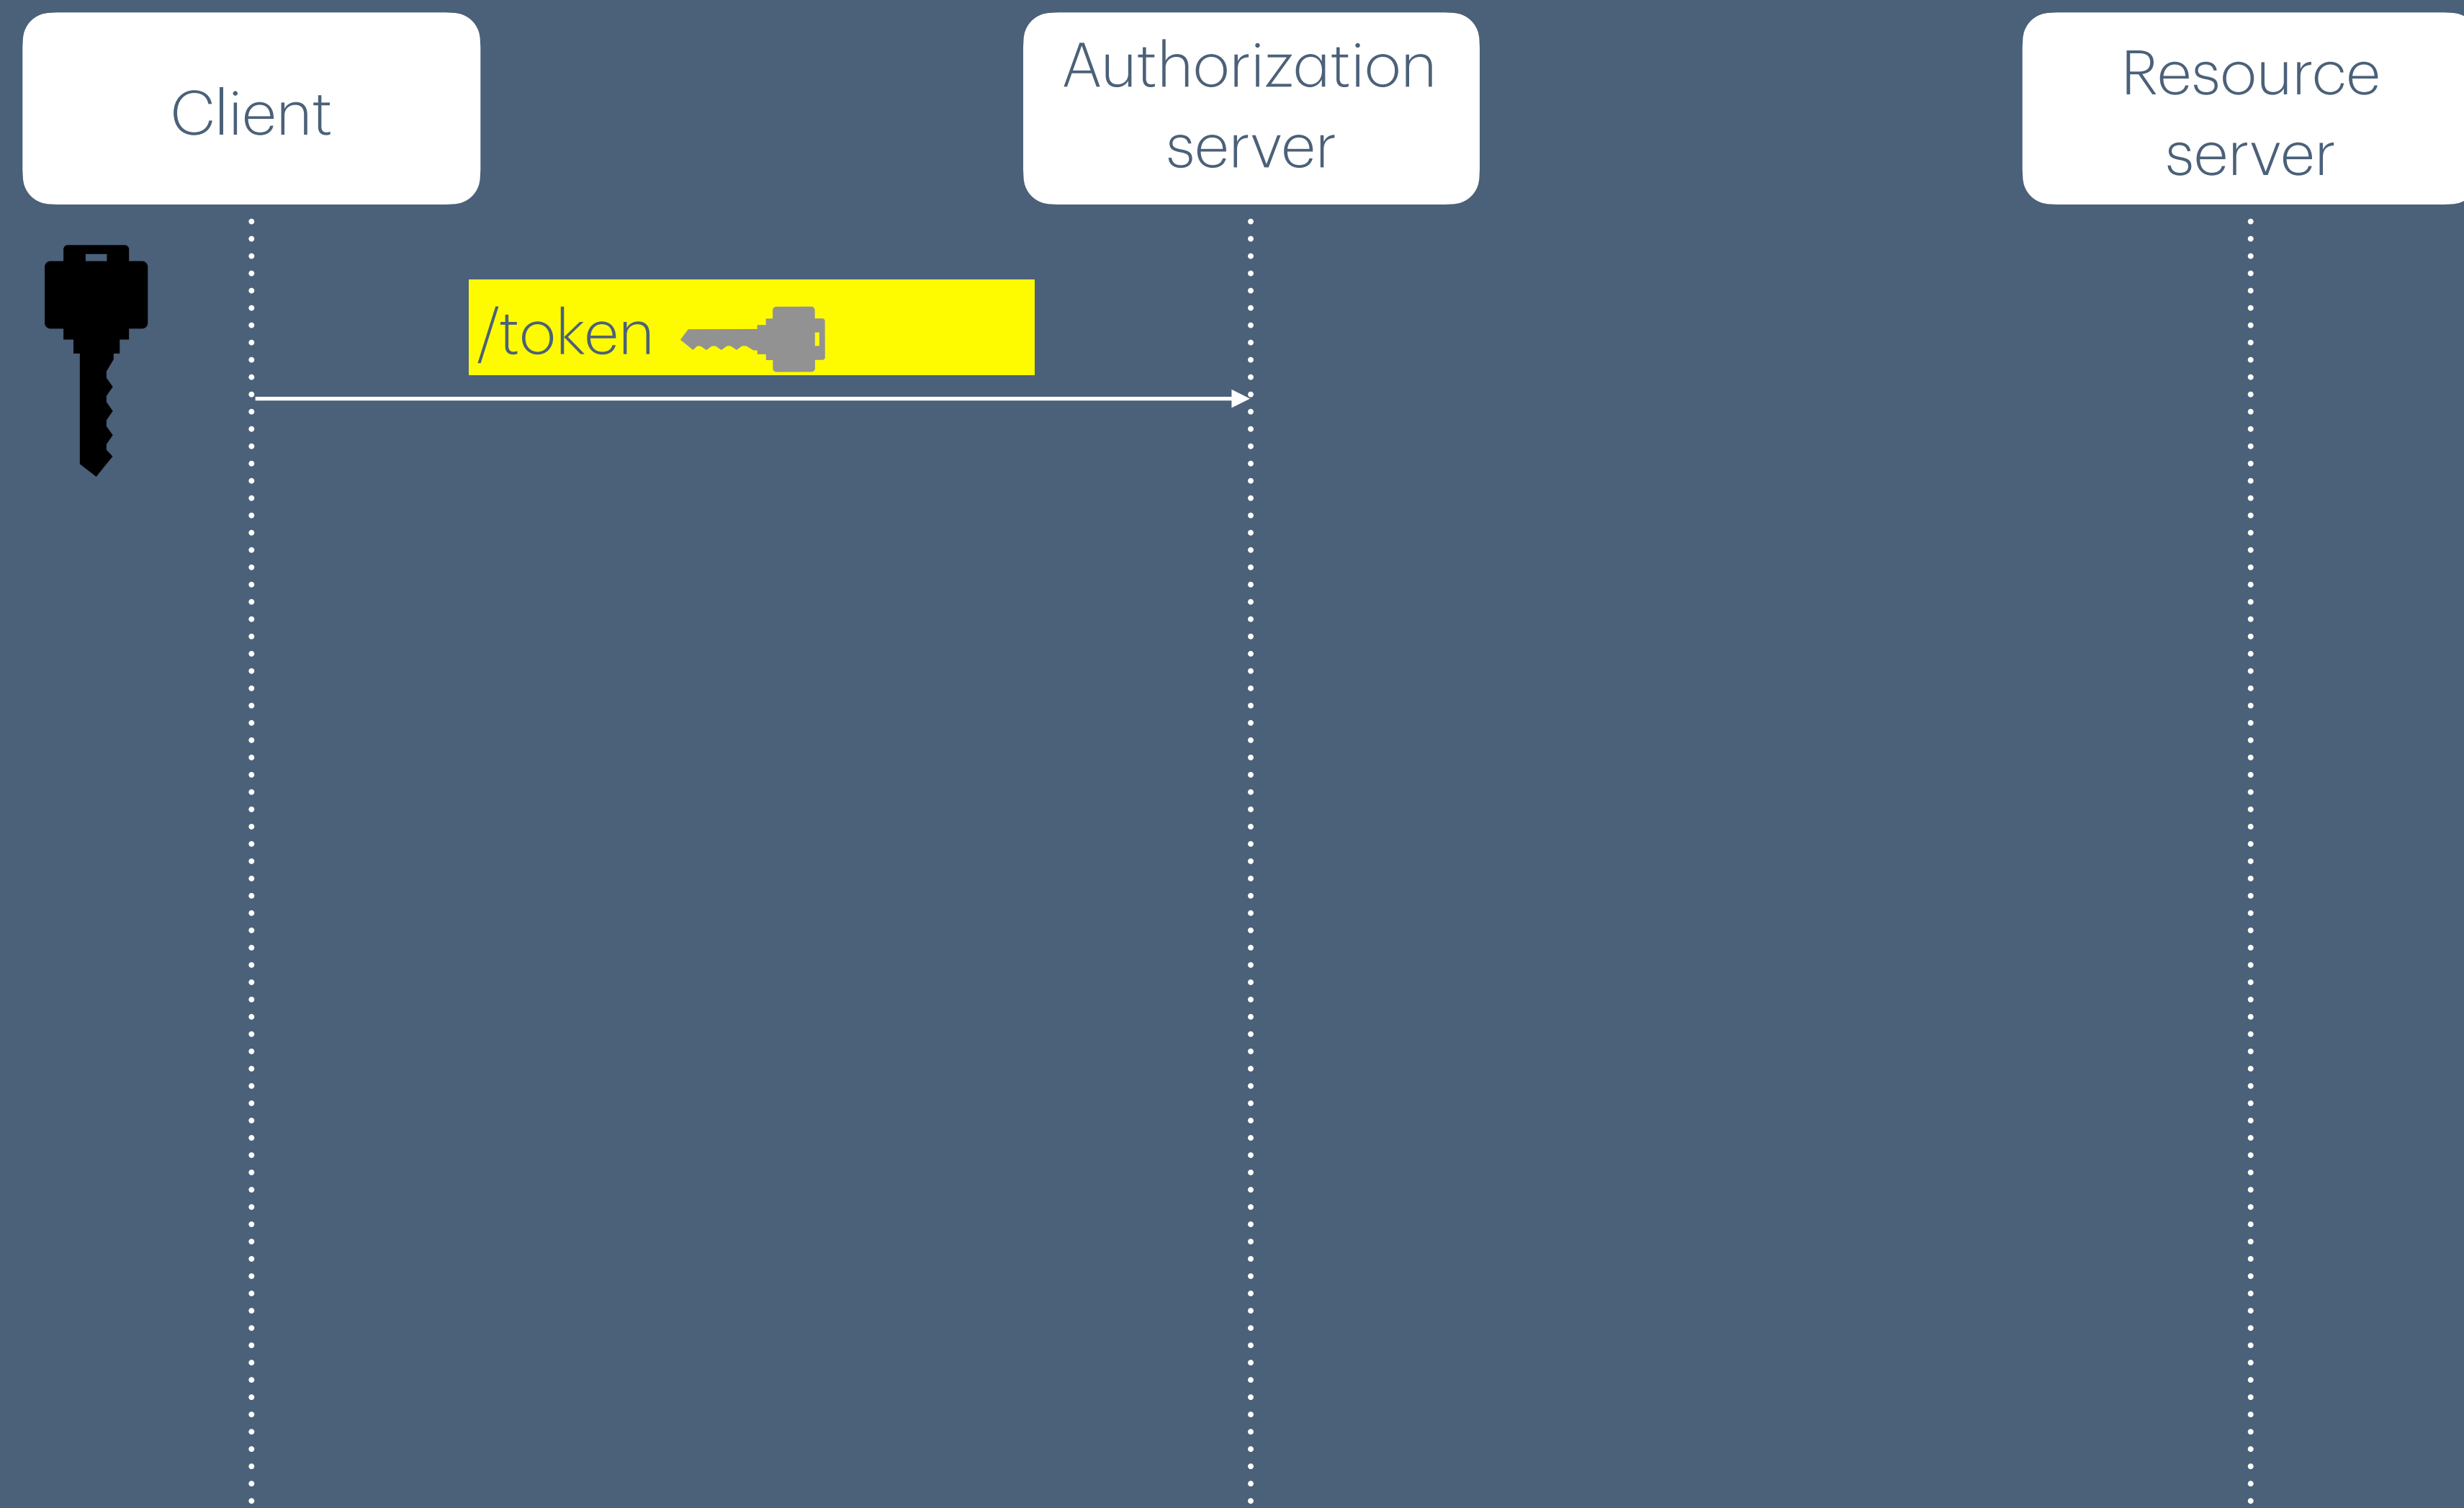 Client
Authorization
server
Resource
server
/token